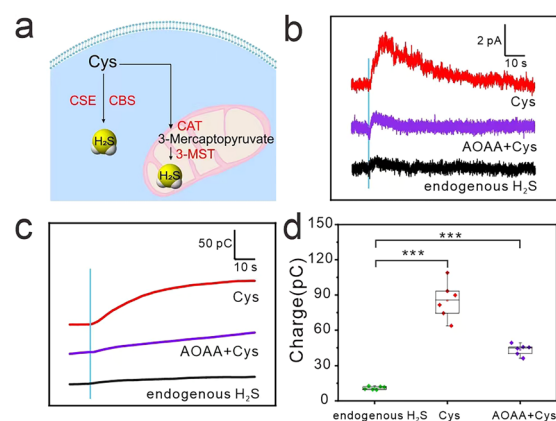 a
Cys
CSE CBS
H₂S
CAT
3-Mercaptopyruvate
3-MST
H₂S
b
2 pA
10 s
Cys
AOAA+Cys
endogenous H₂S
c
50 pC
10 s
Cys
AOAA+Cys
endogenous H₂S
d
Charge(pC)
150
120
90
60
30
0
***
***
endogenous H₂S Cys AOAA+Cys